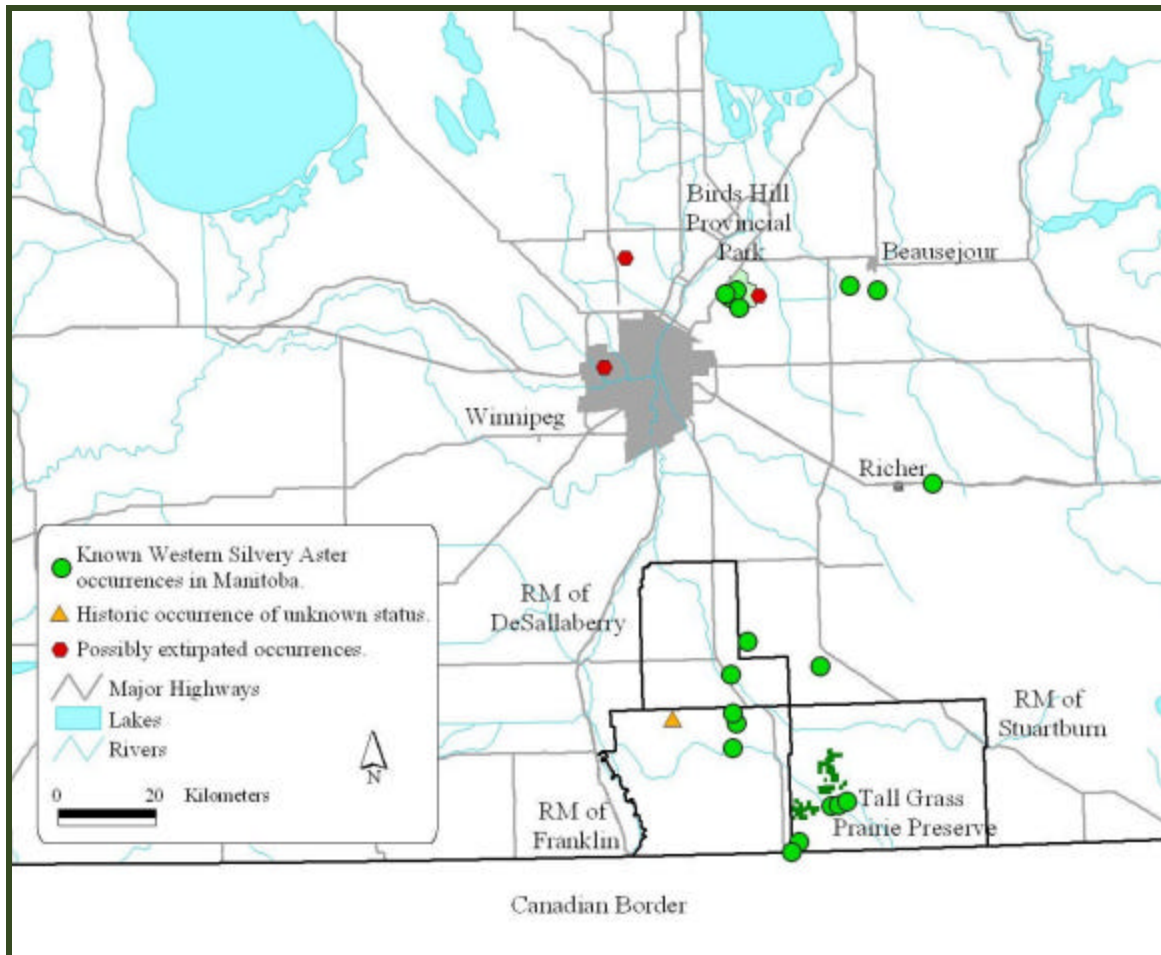 Birds Hill
Provincial
Park
Beausejour
Winnipeg
Richer
Known Western Silvery Aster
occurrences in Manitoba.
Historic occurrence of unknown status.
Possibly extirpated occurrences.
Major Highways
Lakes
Rivers
N
0 20 Kilometers
RM of
DeSallaberry
RM of
Stuartburn
RM of
Franklin
Tall Grass
Prairie Preserve
Canadian Border